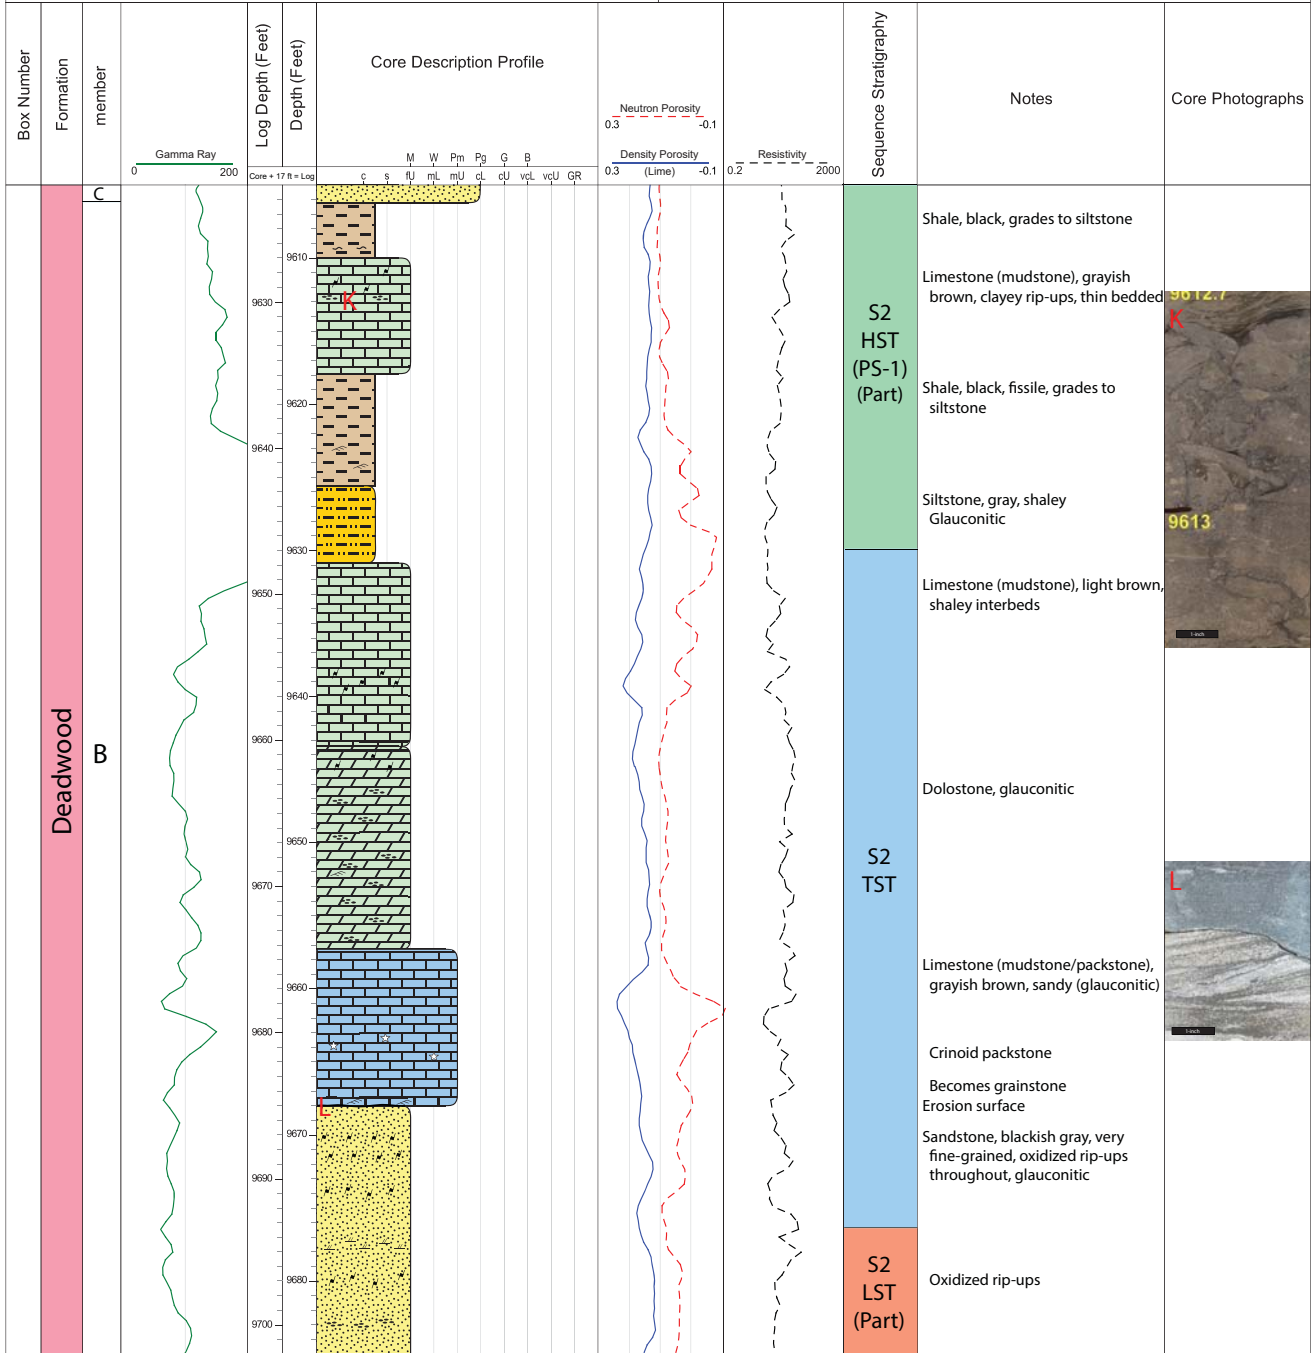 Box Number
Formation
member
Gamma Ray
0 200
Log Depth (Feet)
Depth (Feet)
Core + 17 ft = Log
Core Description Profile
M W Pm Pg G B
c s fU mL mU cL cU vcL vcU GR
Neutron Porosity
0.3 -0.1
Density Porosity
0.3 (Lime) -0.1
Resistivity
0.2 2000
Sequence Stratigraphy
Notes
Core Photographs
Deadwood
C
B
9630
9640
9650
9660
9670
9680
9690
9700
9610
9620
9630
9640
9650
9660
9670
9680
K
L
S2
HST
(PS-1)
(Part)
S2
TST
S2
LST
(Part)
Shale, black, grades to siltstone
Limestone (mudstone), grayish
brown, clayey rip-ups, thin bedded
Shale, black, fissile, grades to
siltstone
Siltstone, gray, shaley
Glauconitic
Limestone (mudstone), light brown,
shaley interbeds
Dolostone, glauconitic
Limestone (mudstone/packstone),
grayish brown, sandy (glauconitic)
Crinoid packstone
Becomes grainstone
Erosion surface
Sandstone, blackish gray, very
fine-grained, oxidized rip-ups
throughout, glauconitic
Oxidized rip-ups
9612.7
K
9613
1-inch
L
1-inch